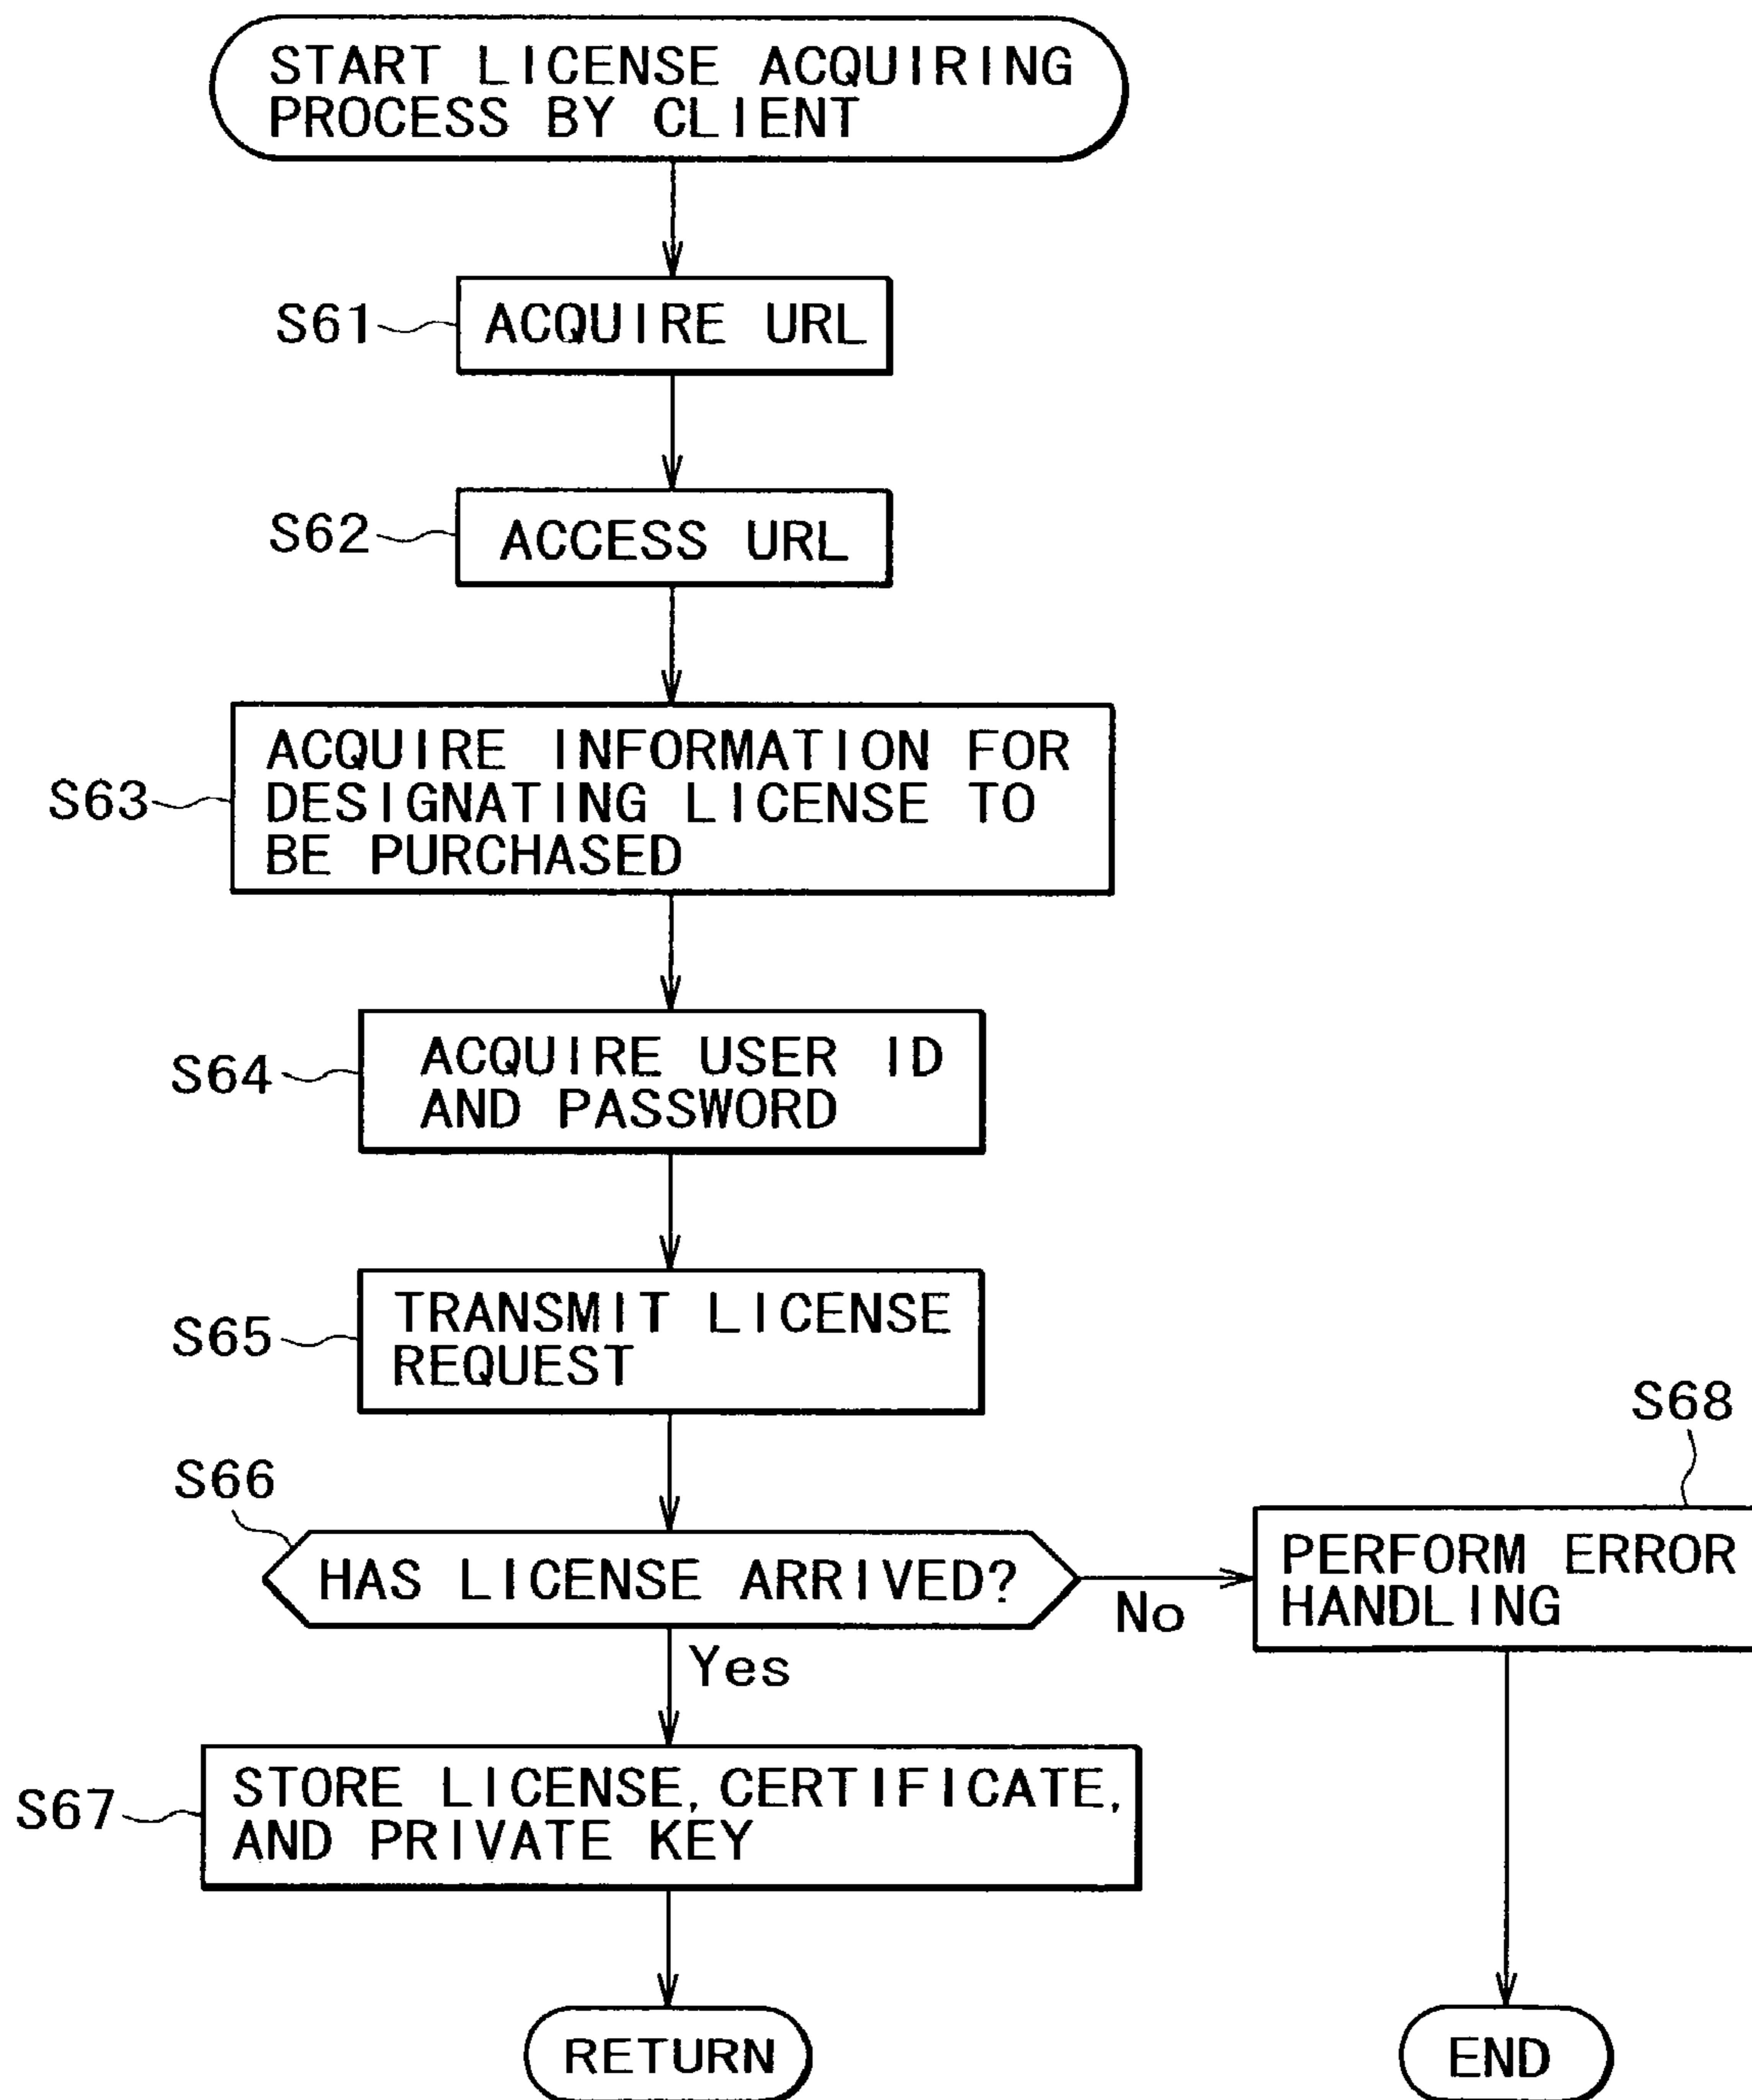 START LICENSE ACQUIRING
PROCESS BY CLIENT
S61
ACQUIRE URL
S62
ACCESS URL
S63
ACQUIRE INFORMATION FOR
DESIGNATING LICENSE TO
BE PURCHASED
S64
ACQUIRE USER ID
AND PASSWORD
S65
TRANSMIT LICENSE
REQUEST
S66
HAS LICENSE ARRIVED?
No
S68
PERFORM ERROR
HANDLING
Yes
S67
STORE LICENSE, CERTIFICATE,
AND PRIVATE KEY
RETURN
END